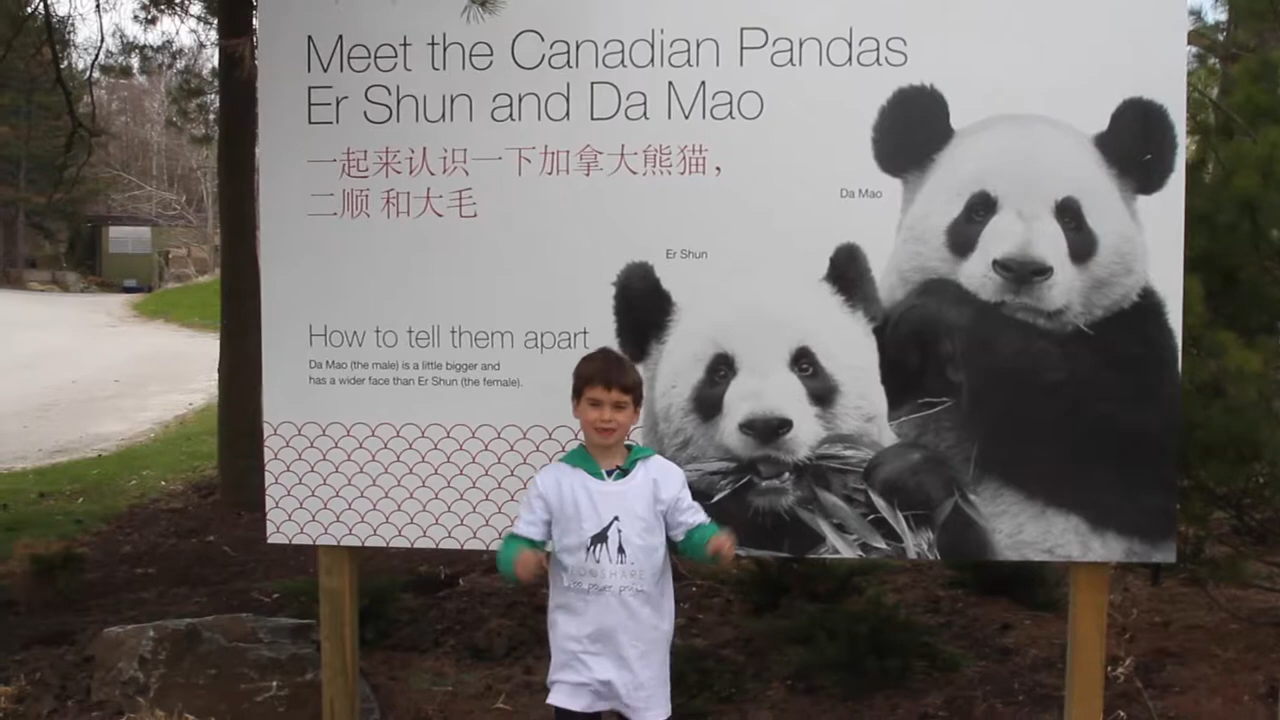 Meet the Canadian Pandas
Er Shun and Da Mao
一起来认识一下加拿大熊猫,
二顺 和大毛
Da Mao
Er Shun
How to tell them apart
Da Mao (the male) is a little bigger and
has a wider face than Er Shun (the female).